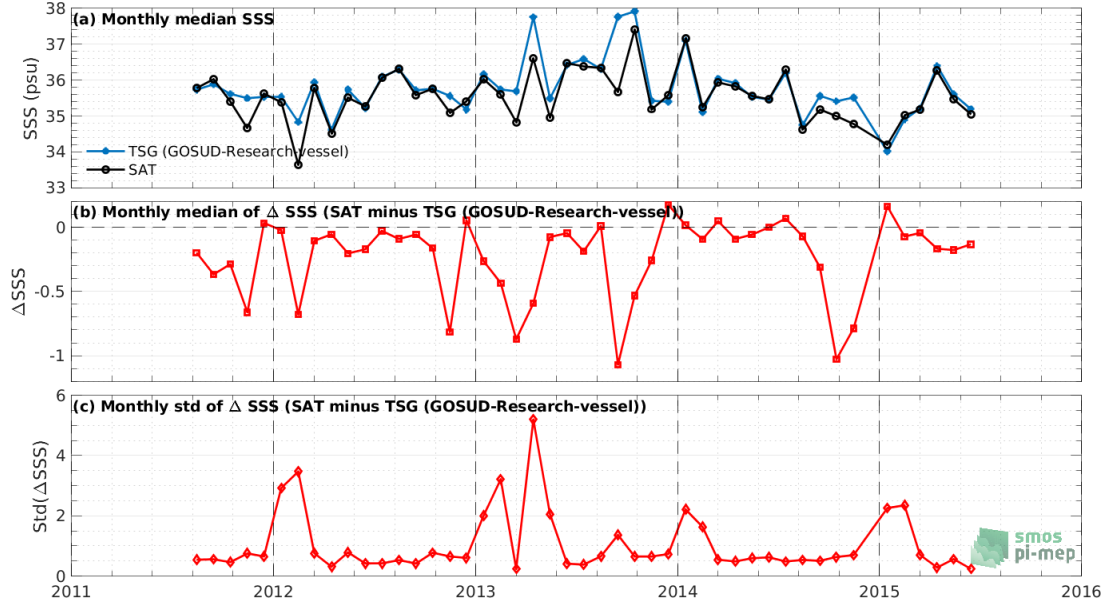 (a) Monthly median SSS
38
37
36
35
34
33
SSS (psu)
TSG (GOSUD-Research-vessel)
SAT
(b) Monthly median of Δ SSS (SAT minus TSG (GOSUD-Research-vessel))
0
-0.5
-1
ΔSSS
(c) Monthly std of Δ SSS (SAT minus TSG (GOSUD-Research-vessel))
6
4
2
0
Std(ΔSSS)
smos
pi-mep
2011 2012 2013 2014 2015 2016